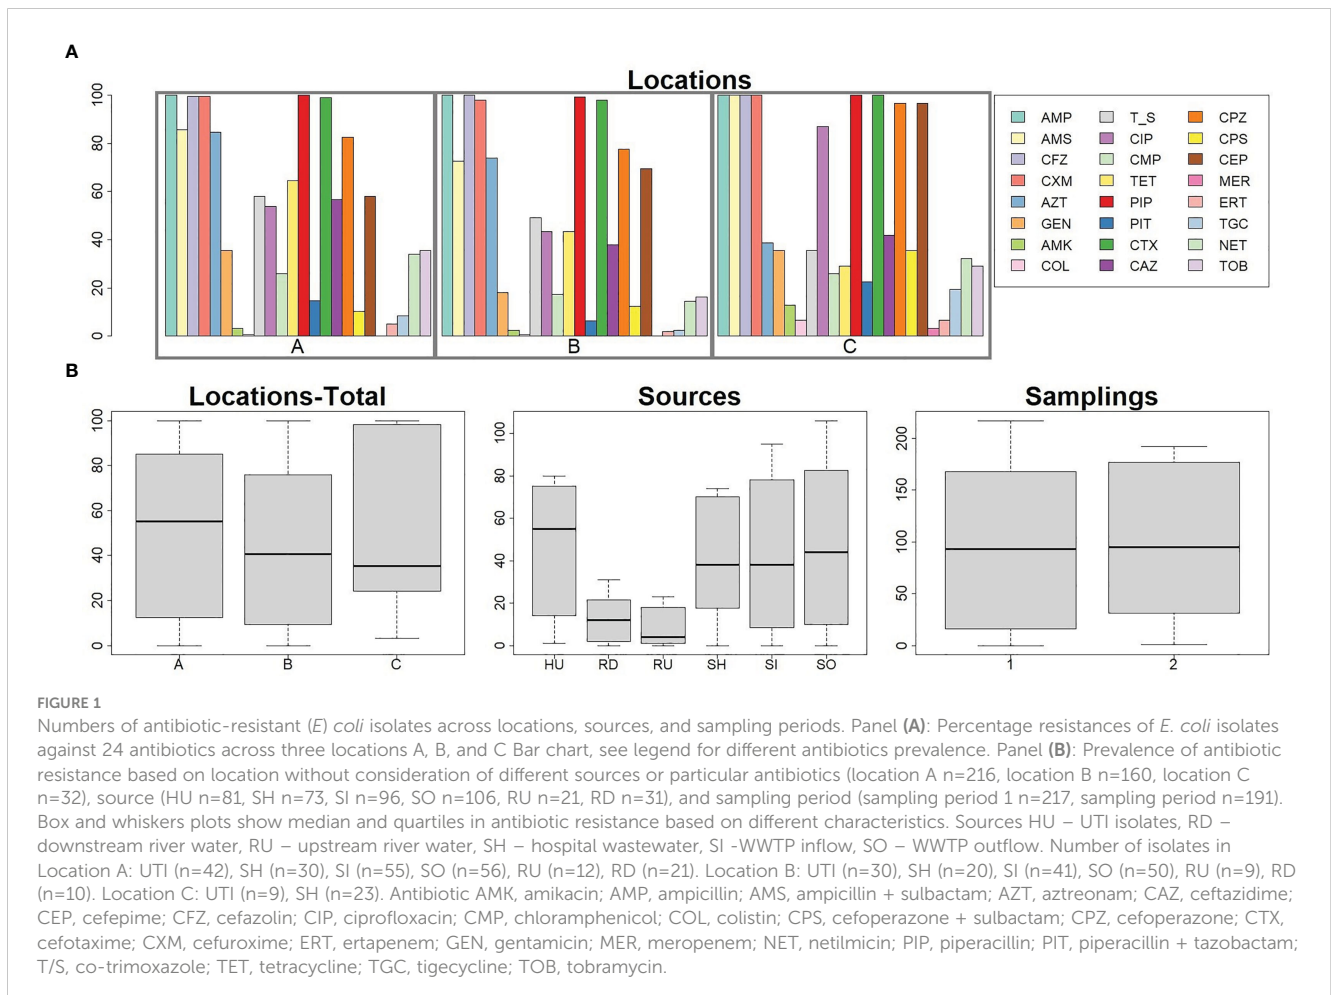 A
Locations
100
80
60
40
20
0
A
B
C
AMP
AMS
CFZ
CXM
AZT
GEN
AMK
COL
T_S
CIP
CMP
TET
PIP
PIT
CTX
CAZ
CPZ
CPS
CEP
MER
ERT
TGC
NET
TOB
B
Locations-Total
100
80
60
40
20
0
A
B
C
Sources
100
80
60
40
20
0
HU
RD
RU
SH
SI
SO
Samplings
200
150
100
50
0
1
2
FIGURE 1
Numbers of antibiotic-resistant (E) coli isolates across locations, sources, and sampling periods. Panel (A): Percentage resistances of E. coli isolates
against 24 antibiotics across three locations A, B, and C Bar chart, see legend for different antibiotics prevalence. Panel (B): Prevalence of antibiotic
resistance based on location without consideration of different sources or particular antibiotics (location A n=216, location B n=160, location C
n=32), source (HU n=81, SH n=73, SI n=96, SO n=106, RU n=21, RD n=31), and sampling period (sampling period 1 n=217, sampling period n=191).
Box and whiskers plots show median and quartiles in antibiotic resistance based on different characteristics. Sources HU – UTI isolates, RD –
downstream river water, RU – upstream river water, SH – hospital wastewater, SI -WWTP inflow, SO – WWTP outflow. Number of isolates in
Location A: UTI (n=42), SH (n=30), SI (n=55), SO (n=56), RU (n=12), RD (n=21). Location B: UTI (n=30), SH (n=20), SI (n=41), SO (n=50), RU (n=9), RD
(n=10). Location C: UTI (n=9), SH (n=23). Antibiotic AMK, amikacin; AMP, ampicillin; AMS, ampicillin + sulbactam; AZT, aztreonam; CAZ, ceftazidime;
CEP, cefepime; CFZ, cefazolin; CIP, ciprofloxacin; CMP, chloramphenicol; COL, colistin; CPS, cefoperazone + sulbactam; CPZ, cefoperazone; CTX,
cefotaxime; CXM, cefuroxime; ERT, ertapenem; GEN, gentamicin; MER, meropenem; NET, netilmicin; PIP, piperacillin; PIT, piperacillin + tazobactam;
T/S, co-trimoxazole; TET, tetracycline; TGC, tigecycline; TOB, tobramycin.